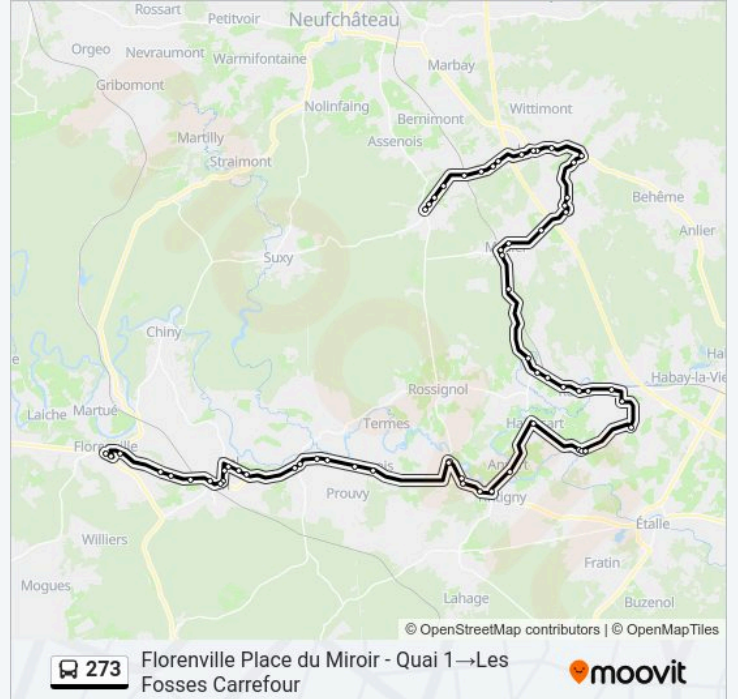 Rossart
Petitvoir
Neufchâteau
Orgeo
Nevraumont
Warmifontaine
Marbay
Gribomont
Nolinfaing
Wittimont
Bernimont
Martilly
Assenois
Straimont
Behême
Anlier
Suxy
Chiny
Habay-la-Vie
Rossignol
Laiche
Martué
Termes
Prouvy
Étalle
Williers
Fratin
Mogues
Lahage
Buzenol
© OpenStreetMap contributors | © OpenMapTiles
273
Florenville Place du Miroir - Quai 1→Les
Fosses Carrefour
moovit